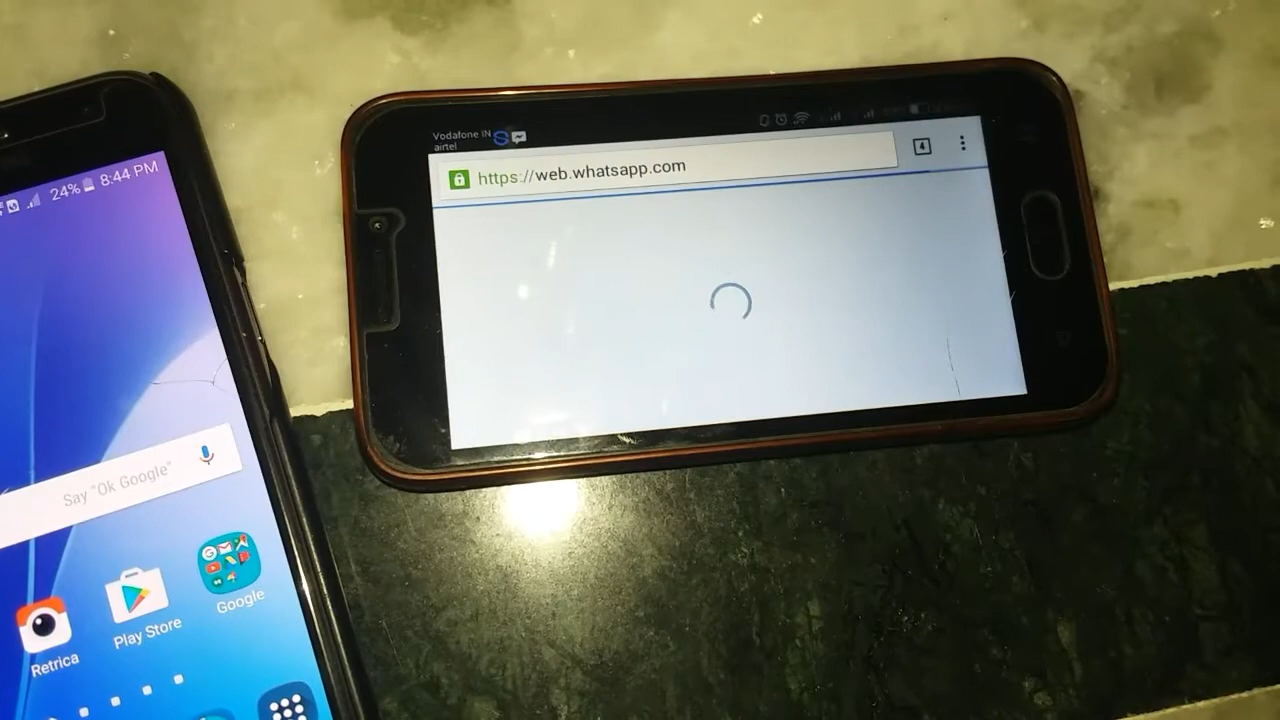 24% 8:44 PM
Say "Ok Google"
Retrica
Play Store
Google
Vodafone IN
airtel
https://web.whatsapp.com
4